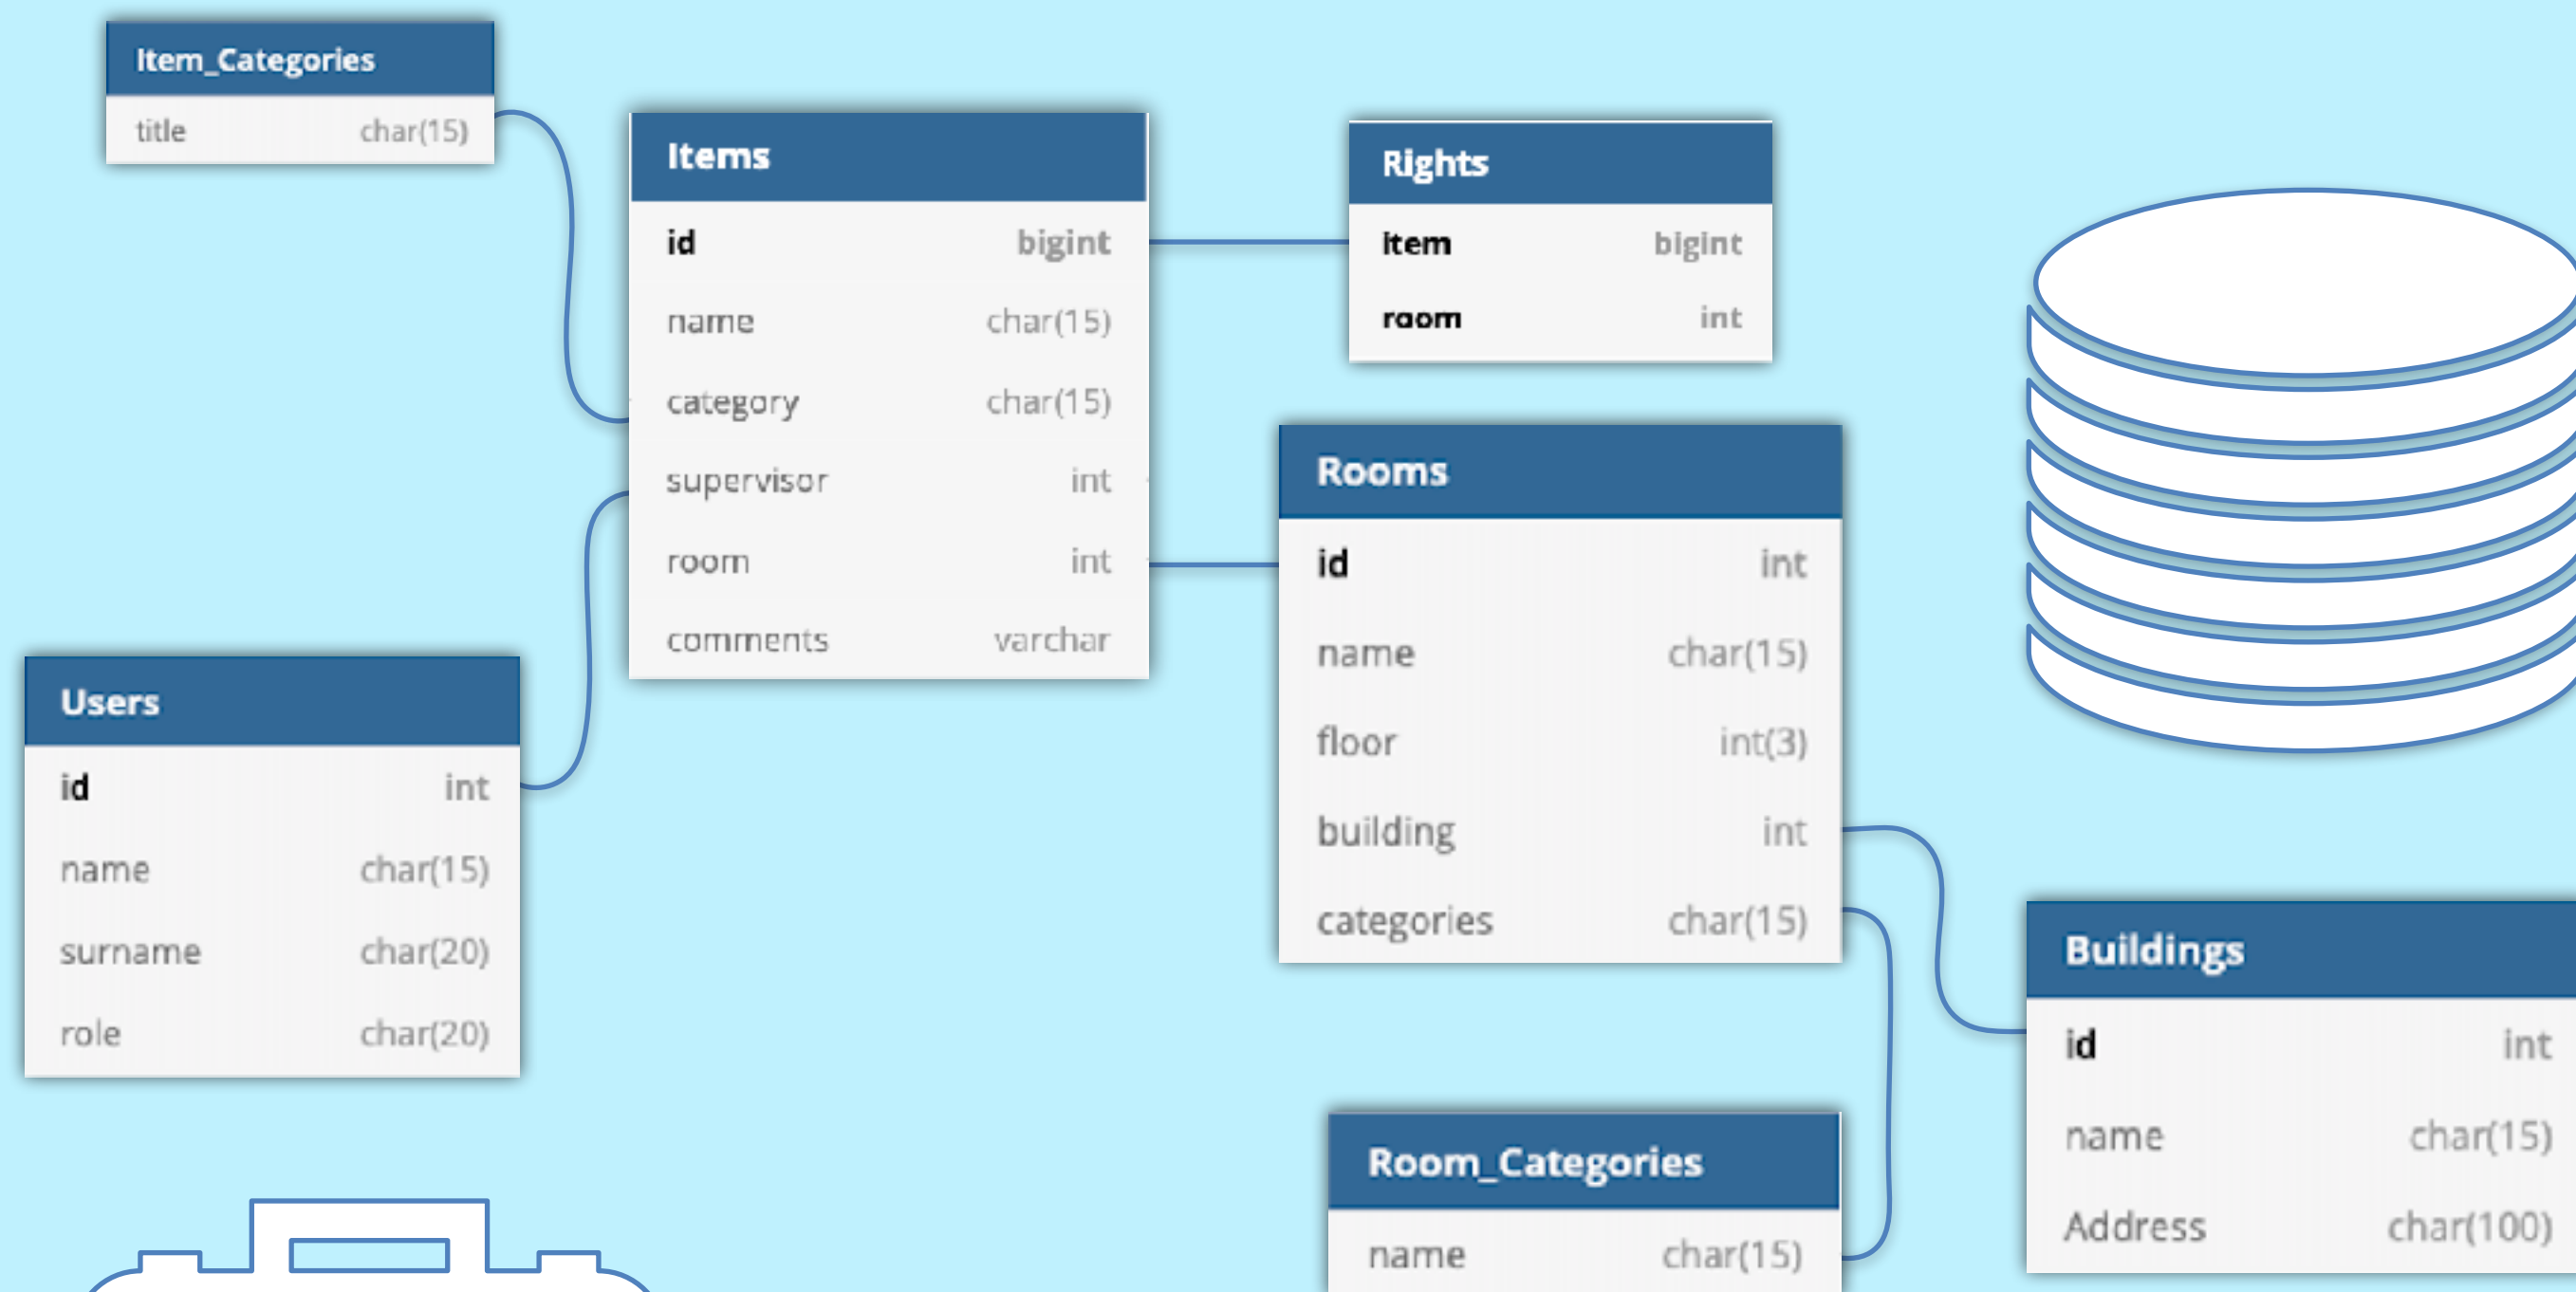 Item_Categories
title char(15)
Items
id bigint
name char(15)
category char(15)
supervisor int
room int
comments varchar
Rights
item bigint
room int
Rooms
id int
name char(15)
floor int(3)
building int
categories char(15)
Users
id int
name char(15)
surname char(20)
role char(20)
Buildings
id int
name char(15)
Address char(100)
Room_Categories
name char(15)